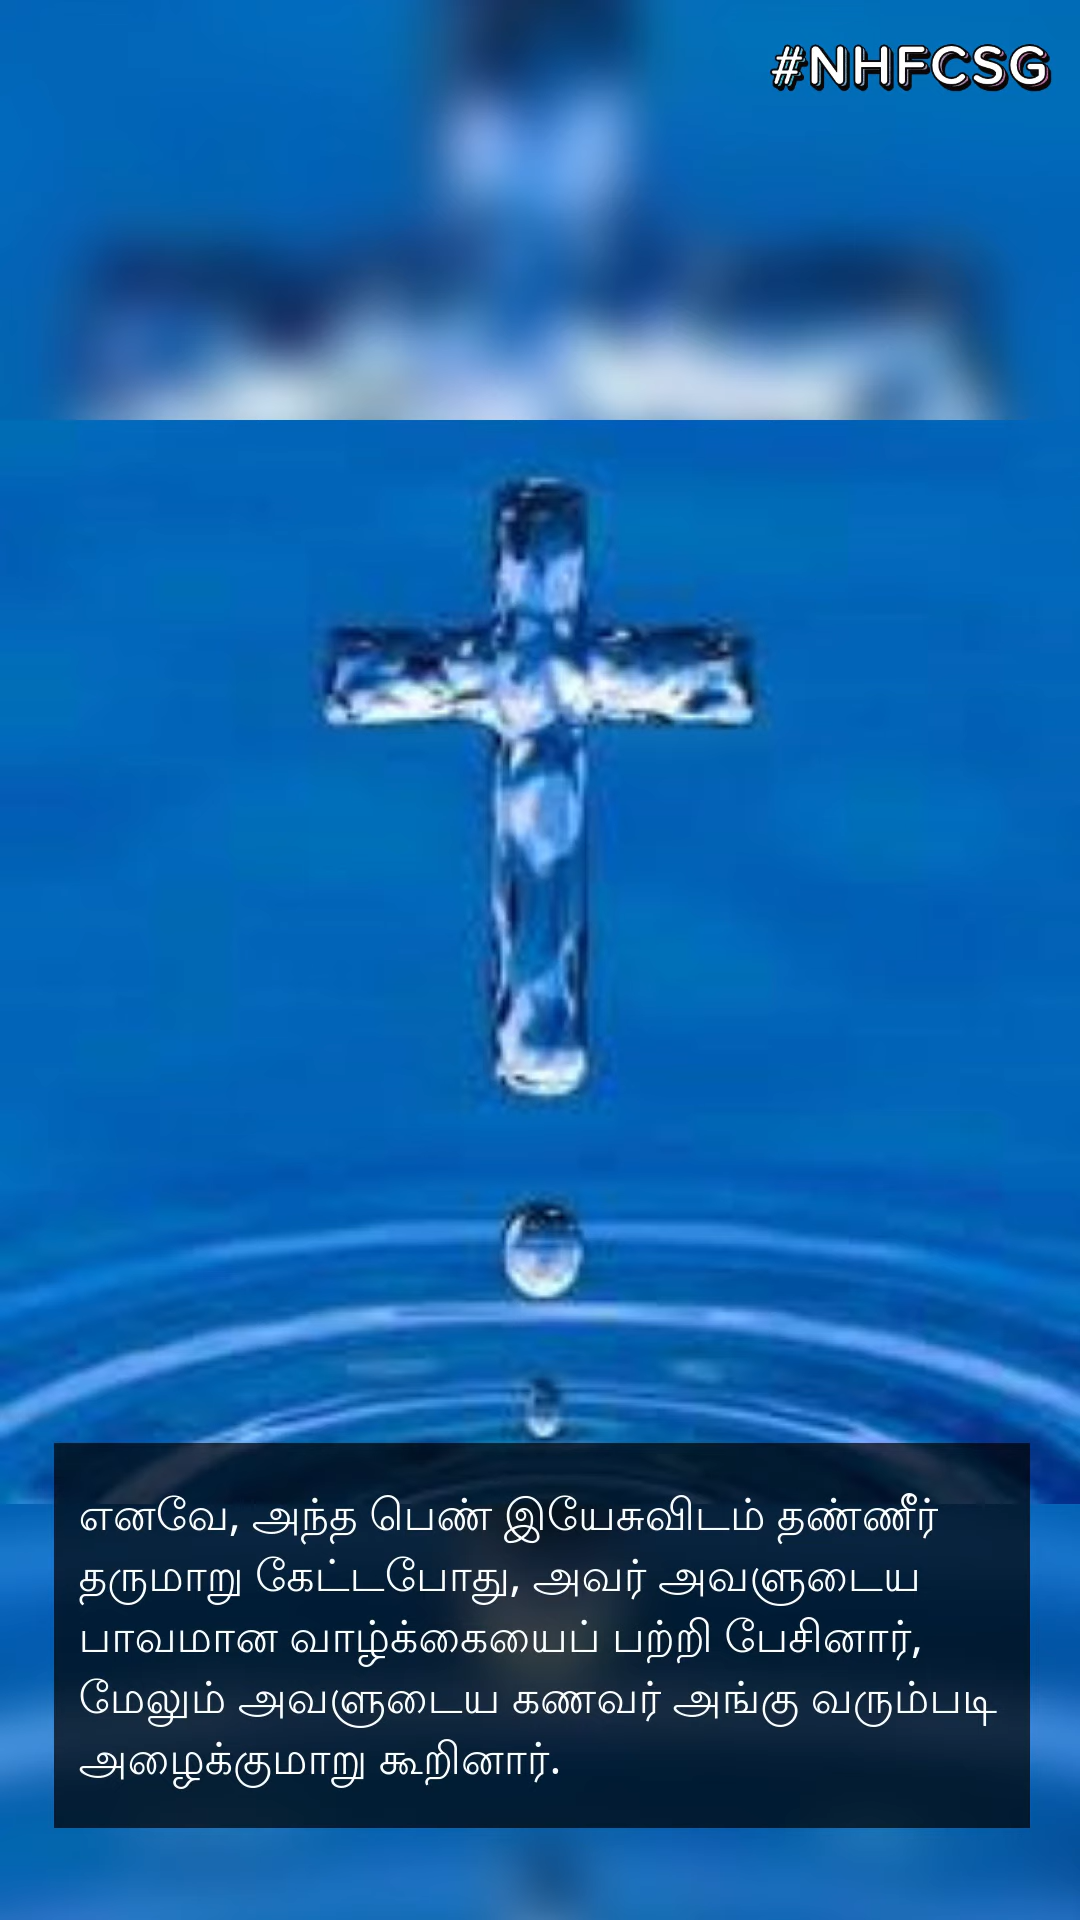 #NHFCSG
எனவே, அந்த பெண் இயேசுவிடம் தண்ணீர்
தருமாறு கேட்டபோது, அவர் அவளுடைய
பாவமான வாழ்க்கையைப் பற்றி பேசினார்,
மேலும் அவளுடைய கணவர் அங்கு வரும்படி
அழைக்குமாறு கூறினார்.